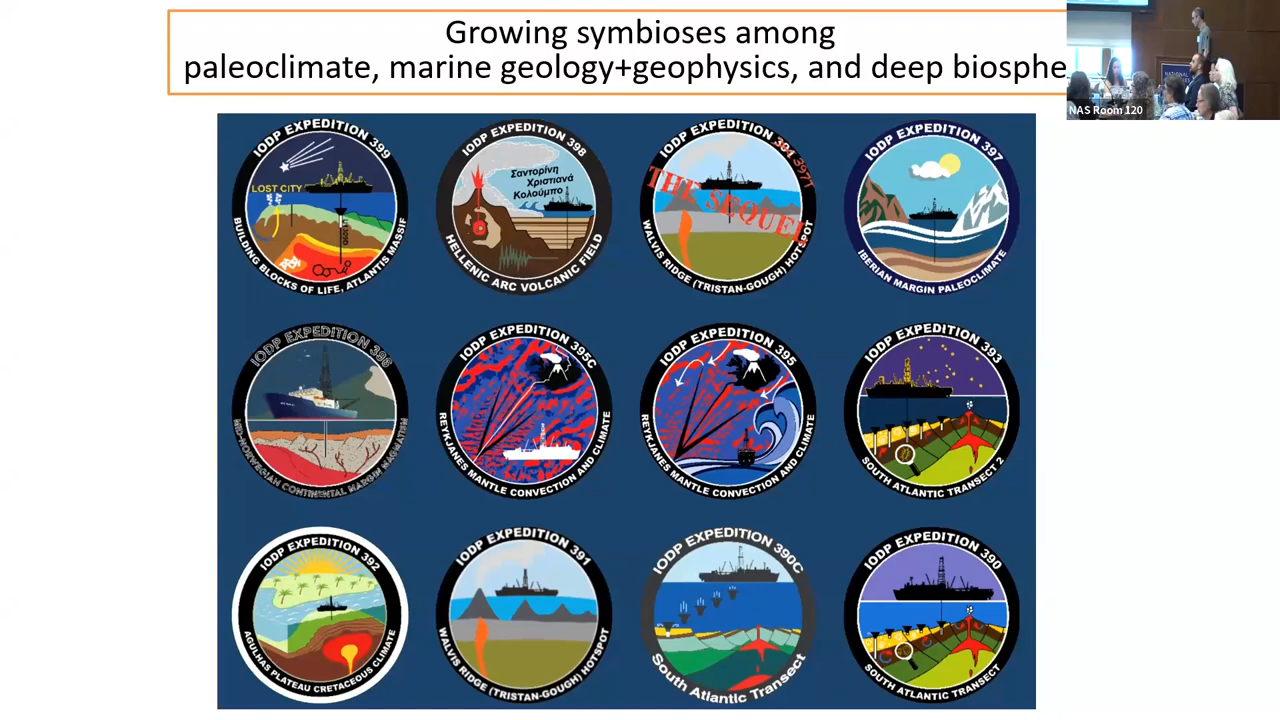 Growing symbioses among
paleoclimate, marine geology+geophysics, and deep biosphe
NAS Room 120
IODP EXPEDITION 399
LOST CITY
BUILDING BLOCKS OF LIFE, ATLANTIS MASSIF
IODP EXPEDITION 398
Σαντορίνη
Χριστιανά
Κολούμπο
HELLENIC ARC VOLCANIC FIELD
IODP EXPEDITION 391
THE SEQUEL
WALVIS RIDGE (TRISTAN-GOUGH) HOTSPOT
IODP EXPEDITION 397
IBERIAN MARGIN PALEOCLIMATE
IODP EXPEDITION 396
MID-NORWEGIAN CONTINENTAL MARGIN MAGMATISM
IODP EXPEDITION 395C
REYKJANES MANTLE CONVECTION AND CLIMATE
IODP EXPEDITION 395
REYKJANES MANTLE CONVECTION AND CLIMATE
IODP EXPEDITION 393
SOUTH ATLANTIC TRANSECT 2
IODP EXPEDITION 392
AGULHAS PLATEAU CRETACEOUS CLIMATE
IODP EXPEDITION 391
WALVIS RIDGE (TRISTAN-GOUGH) HOTSPOT
IODP EXPEDITION 390C
South Atlantic Transect
IODP EXPEDITION 390
SOUTH ATLANTIC TRANSECT